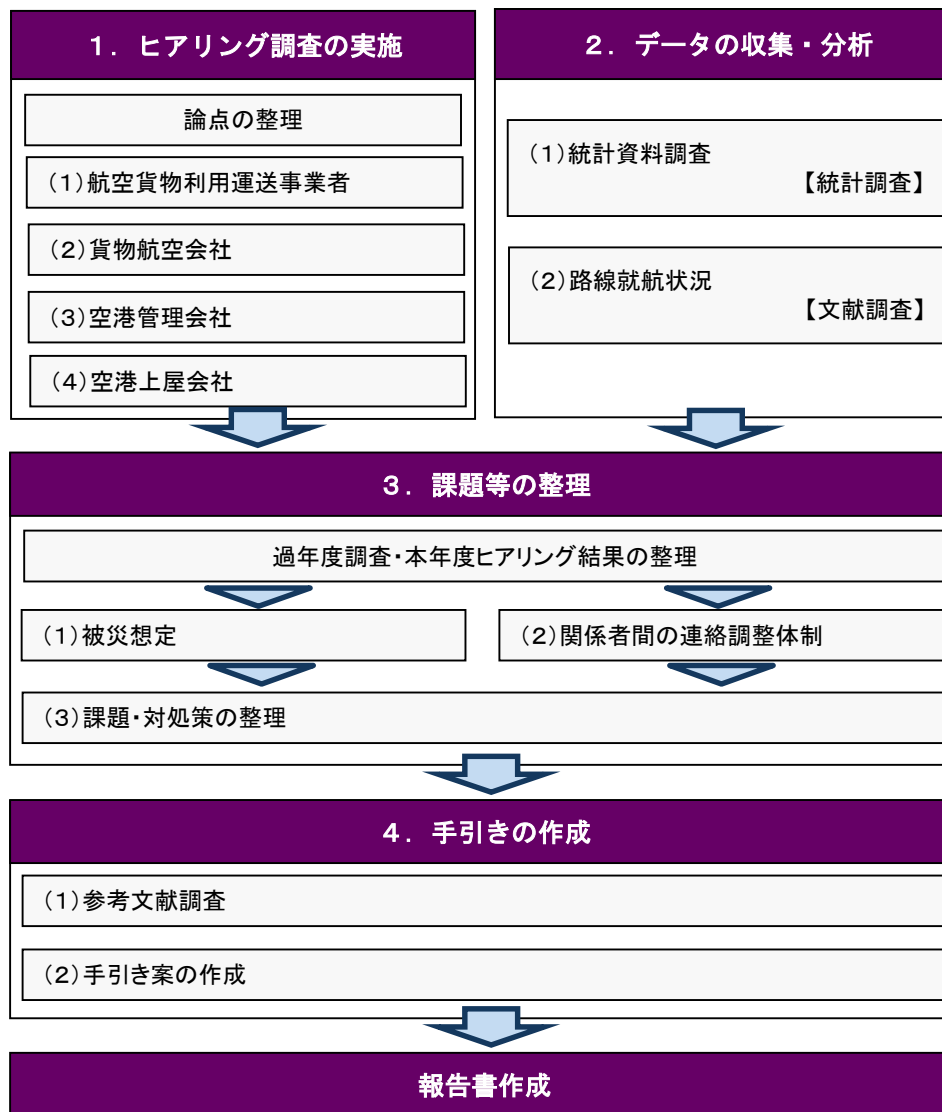 １．ヒアリング調査の実施
論点の整理
（１）航空貨物利用運送事業者
（２）貨物航空会社
（３）空港管理会社
（４）空港上屋会社
２．データの収集・分析
（１）統計資料調査
【統計調査】
（２）路線就航状況
【文献調査】
３．課題等の整理
過年度調査・本年度ヒアリング結果の整理
（１）被災想定
（２）関係者間の連絡調整体制
（３）課題・対処策の整理
４．手引きの作成
（１）参考文献調査
（２）手引き案の作成
報告書作成